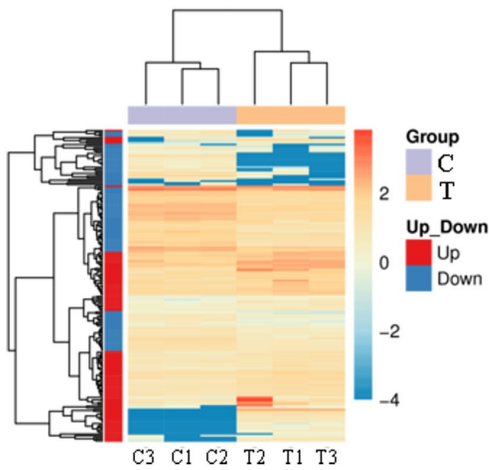 Group
C
T
Up_Down
Up
Down
2
0
-2
-4
C3 C1 C2 T2 T1 T3